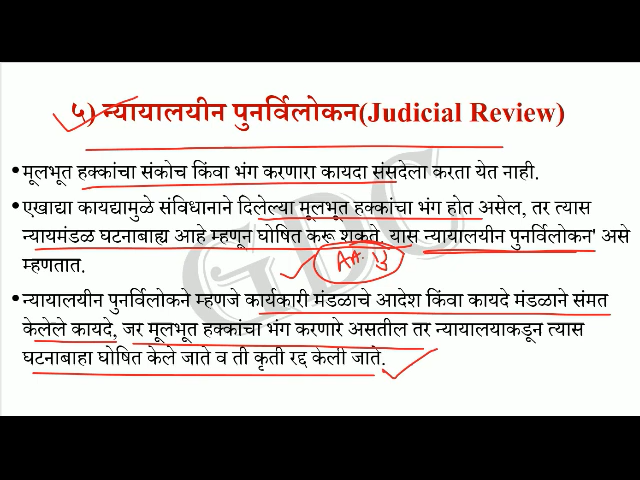 ५) न्यायालयीन पुनर्विलोकन(Judicial Review)
•मूलभूत हक्कांचा संकोच किंवा भंग करणारा कायदा संसदेला करता येत नाही.
•एखाद्या कायद्यामुळे संविधानाने दिलेल्या मूलभूत हक्कांचा भंग होत असेल, तर त्यास
न्यायमंडळ घटनाबाह्य आहे म्हणून घोषित करू शकते. यास न्यायालयीन पुनर्विलोकन' असे
म्हणतात.
•न्यायालयीन पुनर्विलोकने म्हणजे कार्यकारी मंडळाचे आदेश किंवा कायदे मंडळाने संमत
केलेले कायदे, जर मूलभूत हक्कांचा भंग करणारे असतील तर न्यायालयाकडून त्यास
घटनाबाहा घोषित केले जाते व ती कृती रद्द केली जाते.
GDC